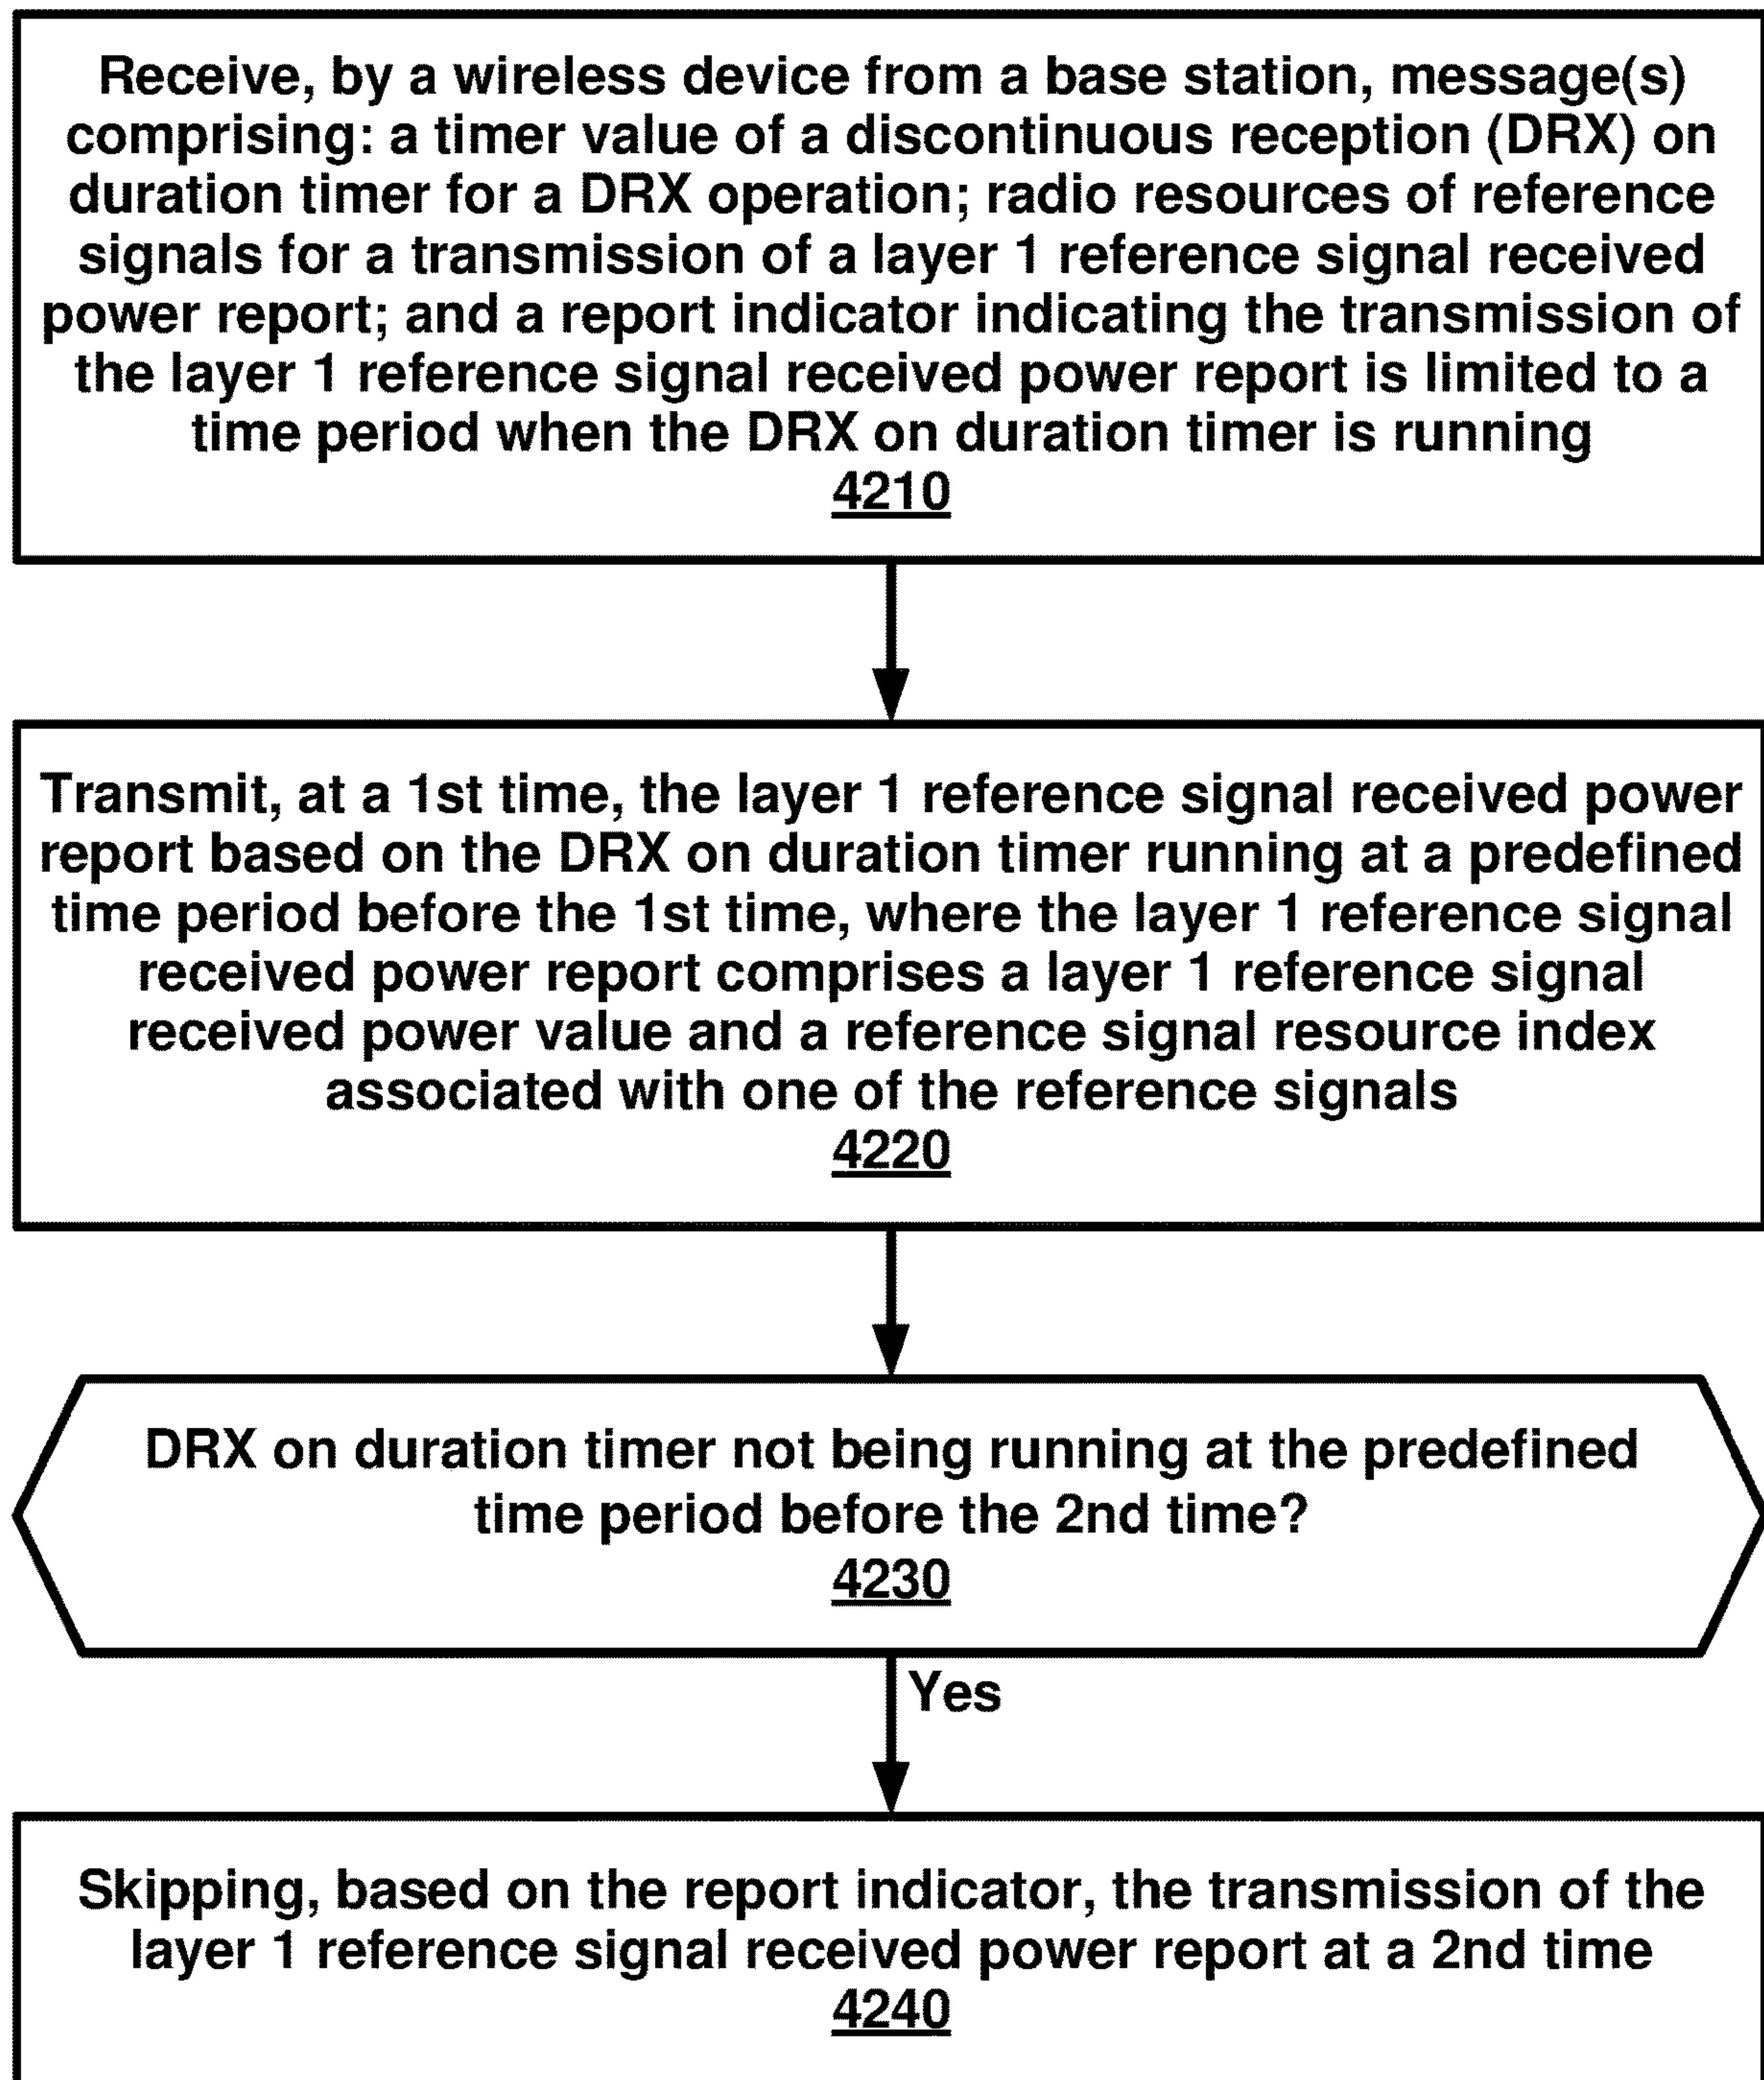 Receive, by a wireless device from a base station, message(s)
comprising: a timer value of a discontinuous reception (DRX) on
duration timer for a DRX operation; radio resources of reference
signals for a transmission of a layer 1 reference signal received
power report; and a report indicator indicating the transmission of
the layer 1 reference signal received power report is limited to a
time period when the DRX on duration timer is running
4210
Transmit, at a 1st time, the layer 1 reference signal received power
report based on the DRX on duration timer running at a predefined
time period before the 1st time, where the layer 1 reference signal
received power report comprises a layer 1 reference signal
received power value and a reference signal resource index
associated with one of the reference signals
4220
DRX on duration timer not being running at the predefined
time period before the 2nd time?
4230
Yes
Skipping, based on the report indicator, the transmission of the
layer 1 reference signal received power report at a 2nd time
4240